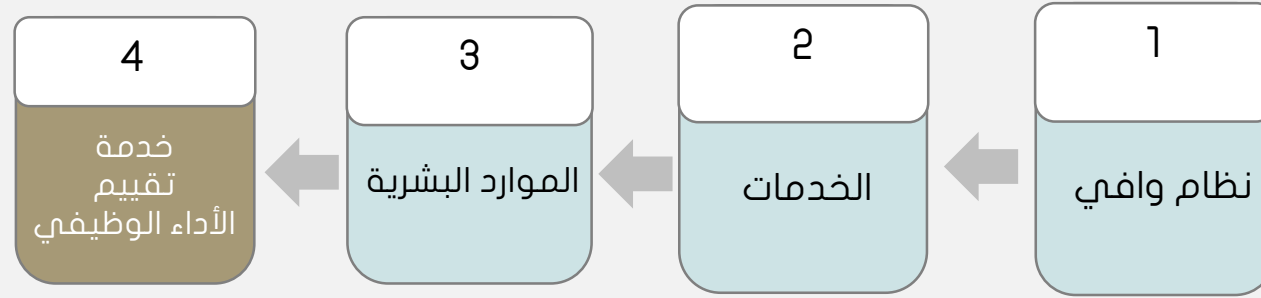 1
نظام وافي
2
الخدمات
3
الموارد البشرية
4
خدمة
تقييم
الأداء الوظيفي